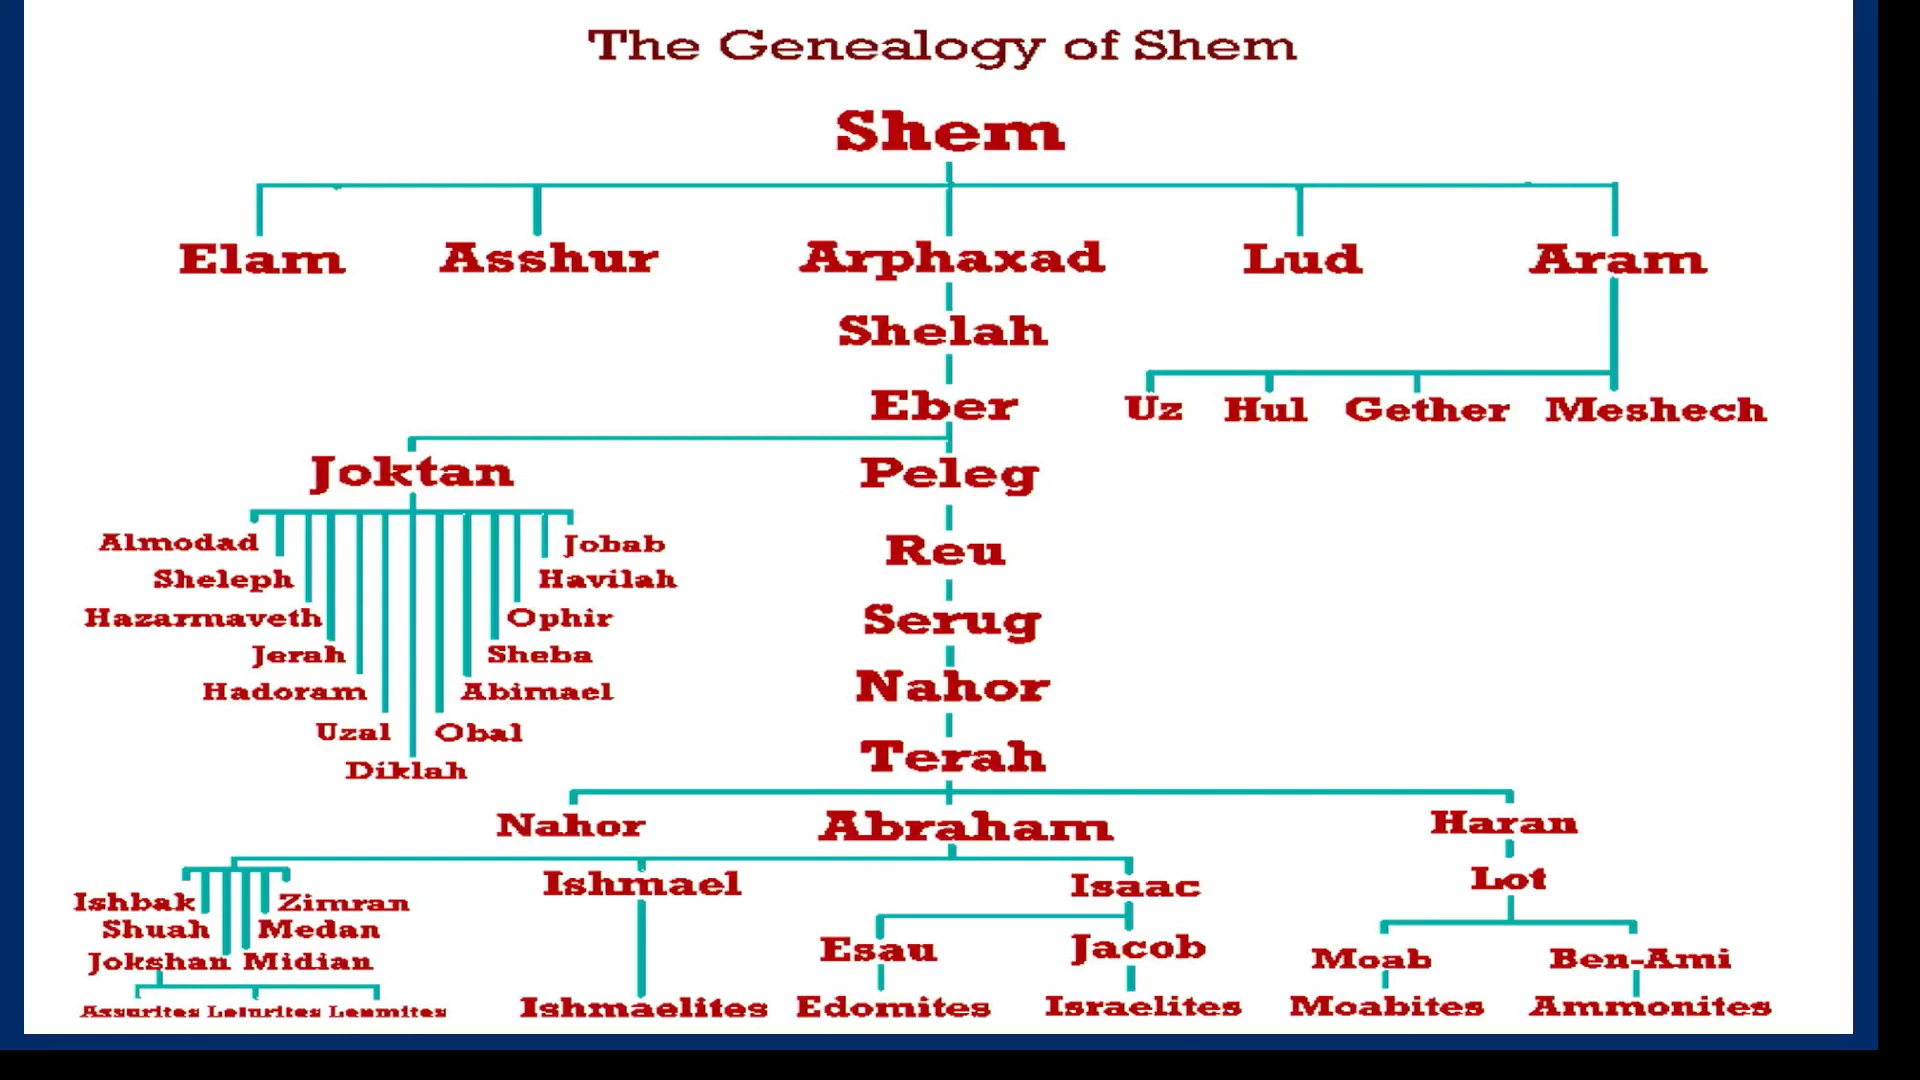 The Genealogy of Shem
Shem
Elam Asshur Arphaxad Lud Aram
Shelah
Eber Uz Hul Gether Meshech
Joktan Peleg
Almodad Jobab
Reu
Sheleph Havilah
Hazarmaveth Ophir
Serug
Jerah Sheba
Hadoram Abimael
Nahor
Uzal Obal
Terah
Diklah
Nahor Abraham Haran
Ishmael Isaac Lot
Ishbak Zimran
Shuah Medan
Esau Jacob
Jokshan Midian Moab Ben-Ami
Ishmaelites Edomites Israelites Moabites Ammonites